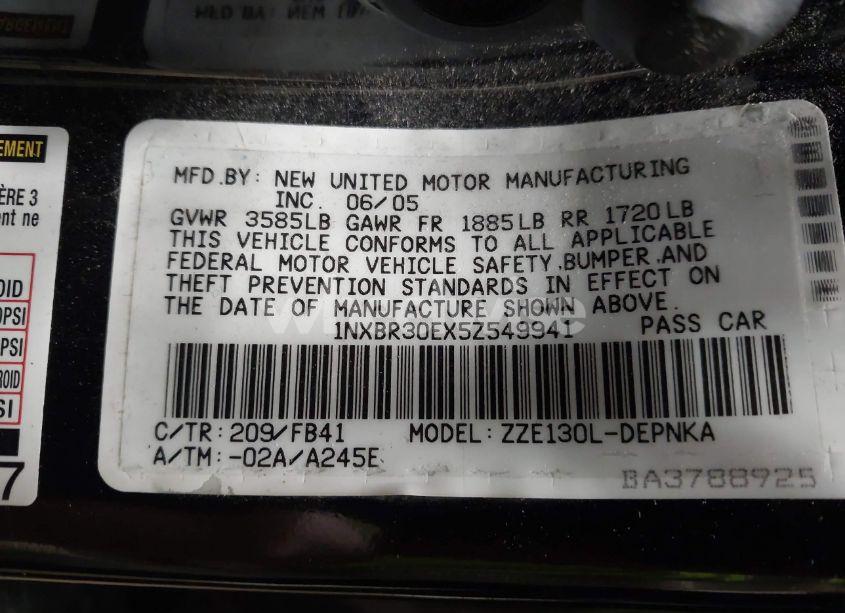 EMENT
ÈRE 3
ent ne
OID
0PSI
PSI
ROID
SI
7
MFD.BY: NEW UNITED MOTOR MANUFACTURING
INC. 06/05
GVWR 3585LB GAWR FR 1885LB RR 1720LB
THIS VEHICLE CONFORMS TO ALL APPLICABLE
FEDERAL MOTOR VEHICLE SAFETY,BUMPER,AND
THEFT PREVENTION STANDARDS IN EFFECT ON
THE DATE OF MANUFACTURE SHOWN ABOVE.
1NXBR30EX5Z549941 PASS CAR
C/TR: 209/FB41 MODEL: ZZE130L-DEPNKA
A/TM: -02A/A245E
BA3788925